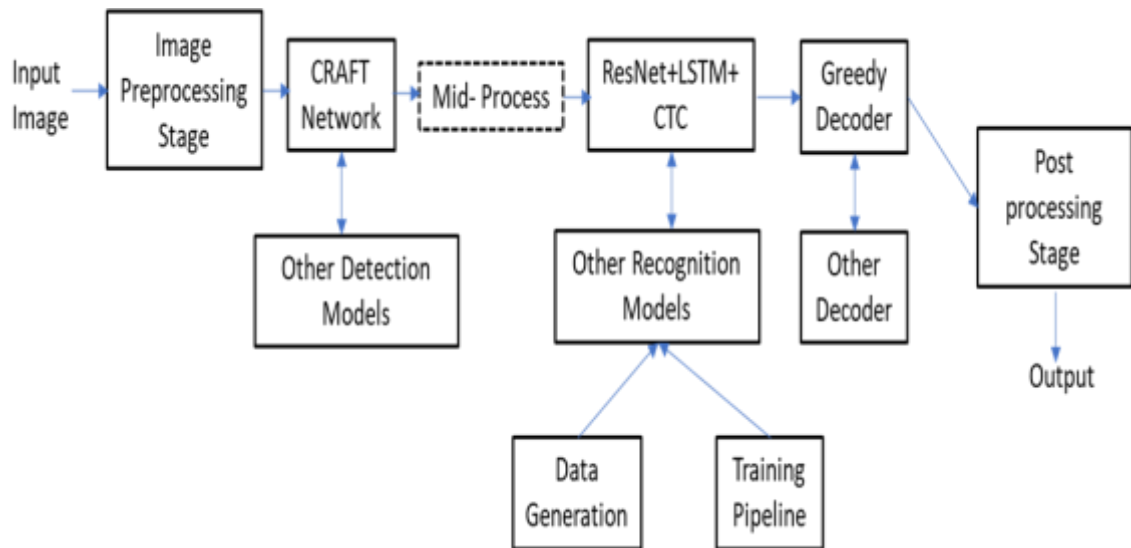 Input
Image
Image
Preprocessing
Stage
CRAFT
Network
Mid- Process
ResNet+LSTM+
CTC
Greedy
Decoder
Post
processing
Stage
Other Detection
Models
Other Recognition
Models
Other
Decoder
Output
Data
Generation
Training
Pipeline